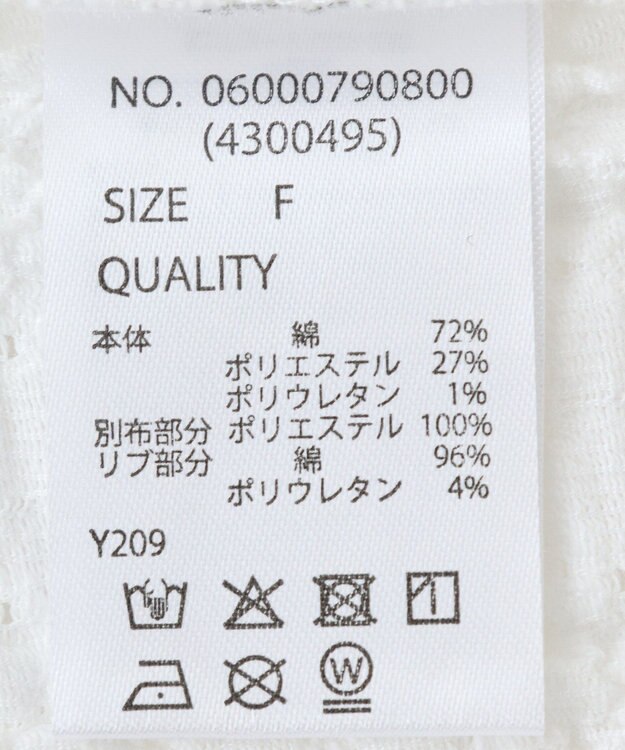 NO. 06000790800
(4300495)
SIZE F
QUALITY
本体 綿 72%
ポリエステル 27%
ポリウレタン 1%
別布部分 ポリエステル 100%
リブ部分 綿 96%
ポリウレタン 4%
Y209
W